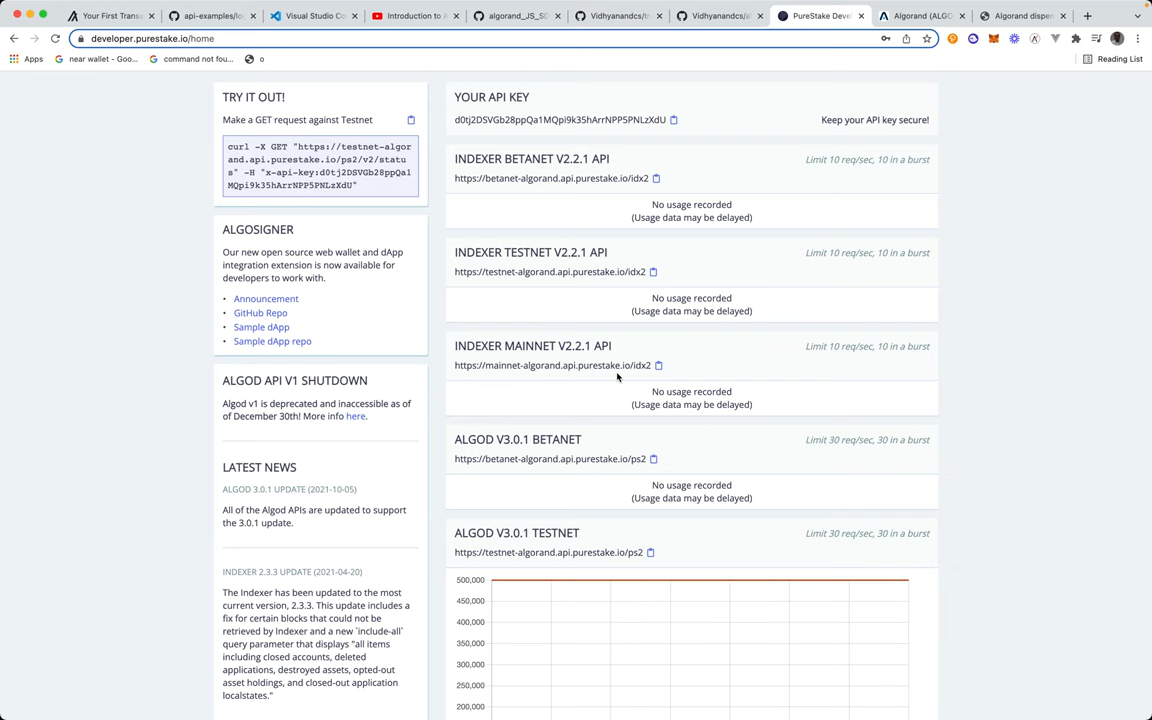 Your First Transa
api-examples/log
Visual Studio Co
Introduction to A
algorand_JS_SD
Vidhyanandcs/tr
Vidhyanandcs/al
PureStake Devel
Algorand (ALGO
Algorand dispen
developer.purestake.io/home
Apps
near wallet - Goo...
command not fou...
o
Reading List
TRY IT OUT!
Make a GET request against Testnet
curl -X GET "https://testnet-algor
and.api.purestake.io/ps2/v2/statu
s" -H "x-api-key:d0tj2DSVGb28ppQa1
MQpi9k35hArrNPP5PNLzXdU"
ALGOSIGNER
Our new open source web wallet and dApp
integration extension is now available for
developers to work with.
• Announcement
• GitHub Repo
• Sample dApp
• Sample dApp repo
ALGOD API V1 SHUTDOWN
Algod v1 is deprecated and inaccessible as of
of December 30th! More info here.
LATEST NEWS
ALGOD 3.0.1 UPDATE (2021-10-05)
All of the Algod APIs are updated to support
the 3.0.1 update.
INDEXER 2.3.3 UPDATE (2021-04-20)
The Indexer has been updated to the most
current version, 2.3.3. This update includes a
fix for certain blocks that could not be
retrieved by Indexer and a new `include-all`
query parameter that displays "all items
including closed accounts, deleted
applications, destroyed assets, opted-out
asset holdings, and closed-out application
localstates."
YOUR API KEY
d0tj2DSVGb28ppQa1MQpi9k35hArrNPP5PNLzXdU
Keep your API key secure!
INDEXER BETANET V2.2.1 API
Limit 10 req/sec, 10 in a burst
https://betanet-algorand.api.purestake.io/idx2
No usage recorded
(Usage data may be delayed)
INDEXER TESTNET V2.2.1 API
Limit 10 req/sec, 10 in a burst
https://testnet-algorand.api.purestake.io/idx2
No usage recorded
(Usage data may be delayed)
INDEXER MAINNET V2.2.1 API
Limit 10 req/sec, 10 in a burst
https://mainnet-algorand.api.purestake.io/idx2
No usage recorded
(Usage data may be delayed)
ALGOD V3.0.1 BETANET
Limit 30 req/sec, 30 in a burst
https://betanet-algorand.api.purestake.io/ps2
No usage recorded
(Usage data may be delayed)
ALGOD V3.0.1 TESTNET
Limit 30 req/sec, 30 in a burst
https://testnet-algorand.api.purestake.io/ps2
500,000
450,000
400,000
350,000
300,000
250,000
200,000